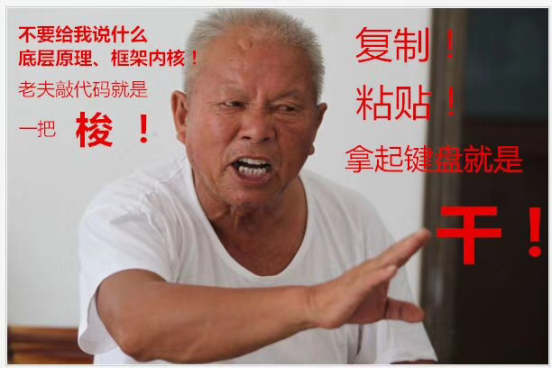 不要给我说什么
底层原理、框架内核！
老夫敲代码就是
一把 梭 ！
复制！
粘贴！
拿起键盘就是
干！